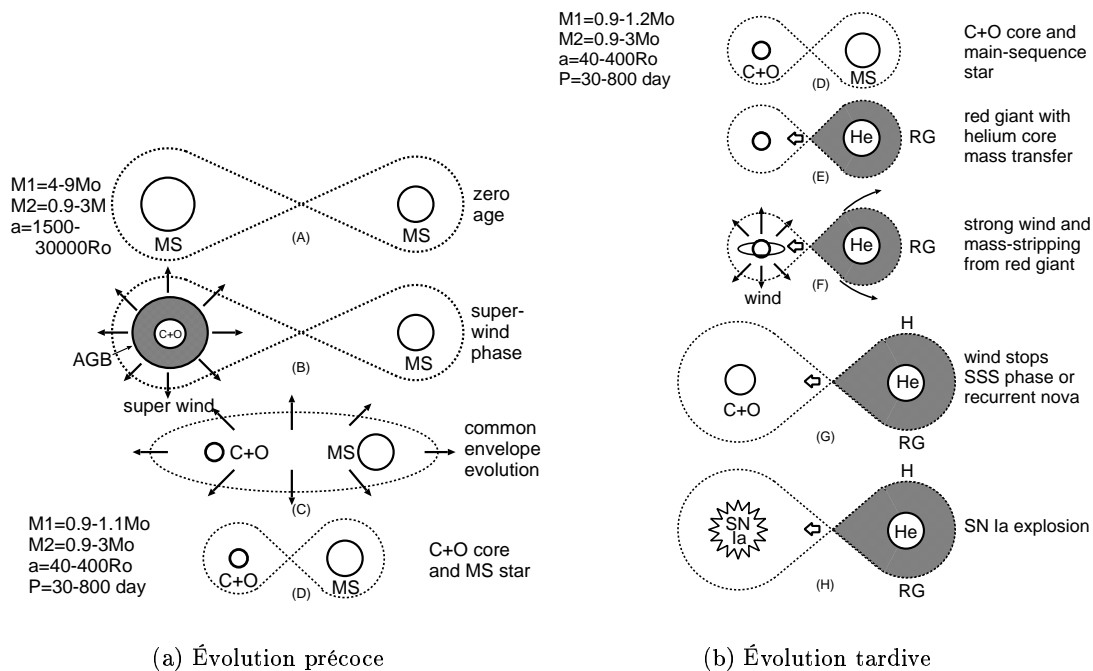 M1=4-9Mo
M2=0.9-3M
a=1500-
30000Ro
MS
(A)
MS
zero
age
C+O
AGB
super wind
(B)
MS
super-
wind
phase
C+O
MS
(C)
common
envelope
evolution
M1=0.9-1.1Mo
M2=0.9-3Mo
a=40-400Ro
P=30-800 day
C+O
(D)
MS
C+O core
and MS star
(a) Évolution précoce
M1=0.9-1.2Mo
M2=0.9-3Mo
a=40-400Ro
P=30-800 day
C+O
(D)
MS
C+O core and
main-sequence
star
(E)
He
RG
red giant with
helium core
mass transfer
wind
(F)
He
RG
strong wind and
mass-stripping
from red giant
C+O
(G)
H
He
RG
wind stops
SSS phase or
recurrent nova
SN
Ia
(H)
H
He
RG
SN Ia explosion
(b) Évolution tardive